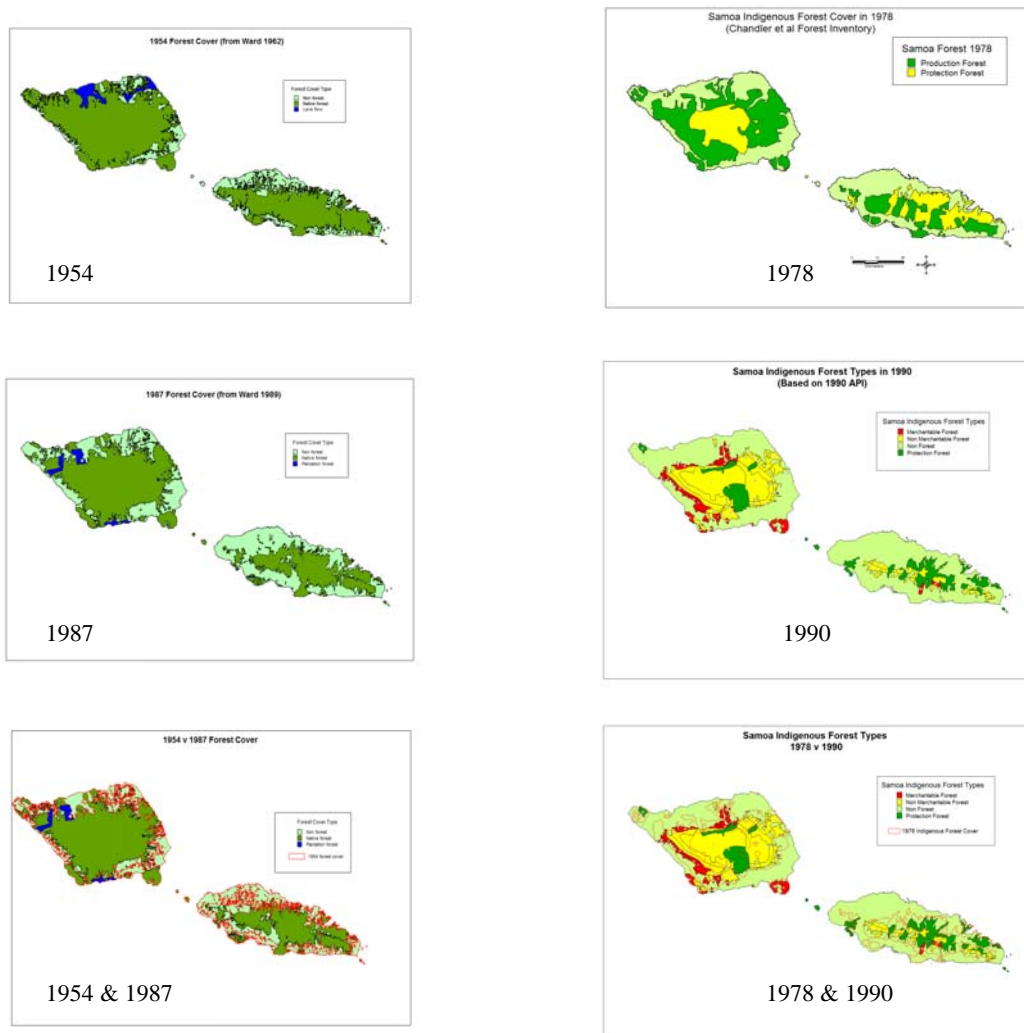 1954 Forest Cover (from Ward 1962)
Forest Cover Type
Non forest
Native forest
Lava flow
1954
Samoa Indigenous Forest Cover in 1978
(Chandler et al Forest Inventory)
Samoa Forest 1978
Production Forest
Protection Forest
1978
1987 Forest Cover (from Ward 1989)
Forest Cover Type
Non forest
Native forest
Plantation forest
1987
Samoa Indigenous Forest Types in 1990
(Based on 1990 API)
Samoa Indigenous Forest Types
Merchantable Forest
Non Merchantable Forest
Non Forest
Protection Forest
1990
1954 v 1987 Forest Cover
Forest Cover Type
Non forest
Native forest
Plantation forest
1954 forest cover
1954 & 1987
Samoa Indigenous Forest Types
1978 v 1990
Samoa Indigenous Forest Types
Merchantable Forest
Non Merchantable Forest
Non Forest
Protection Forest
1978 Indigenous Forest Cover
1978 & 1990